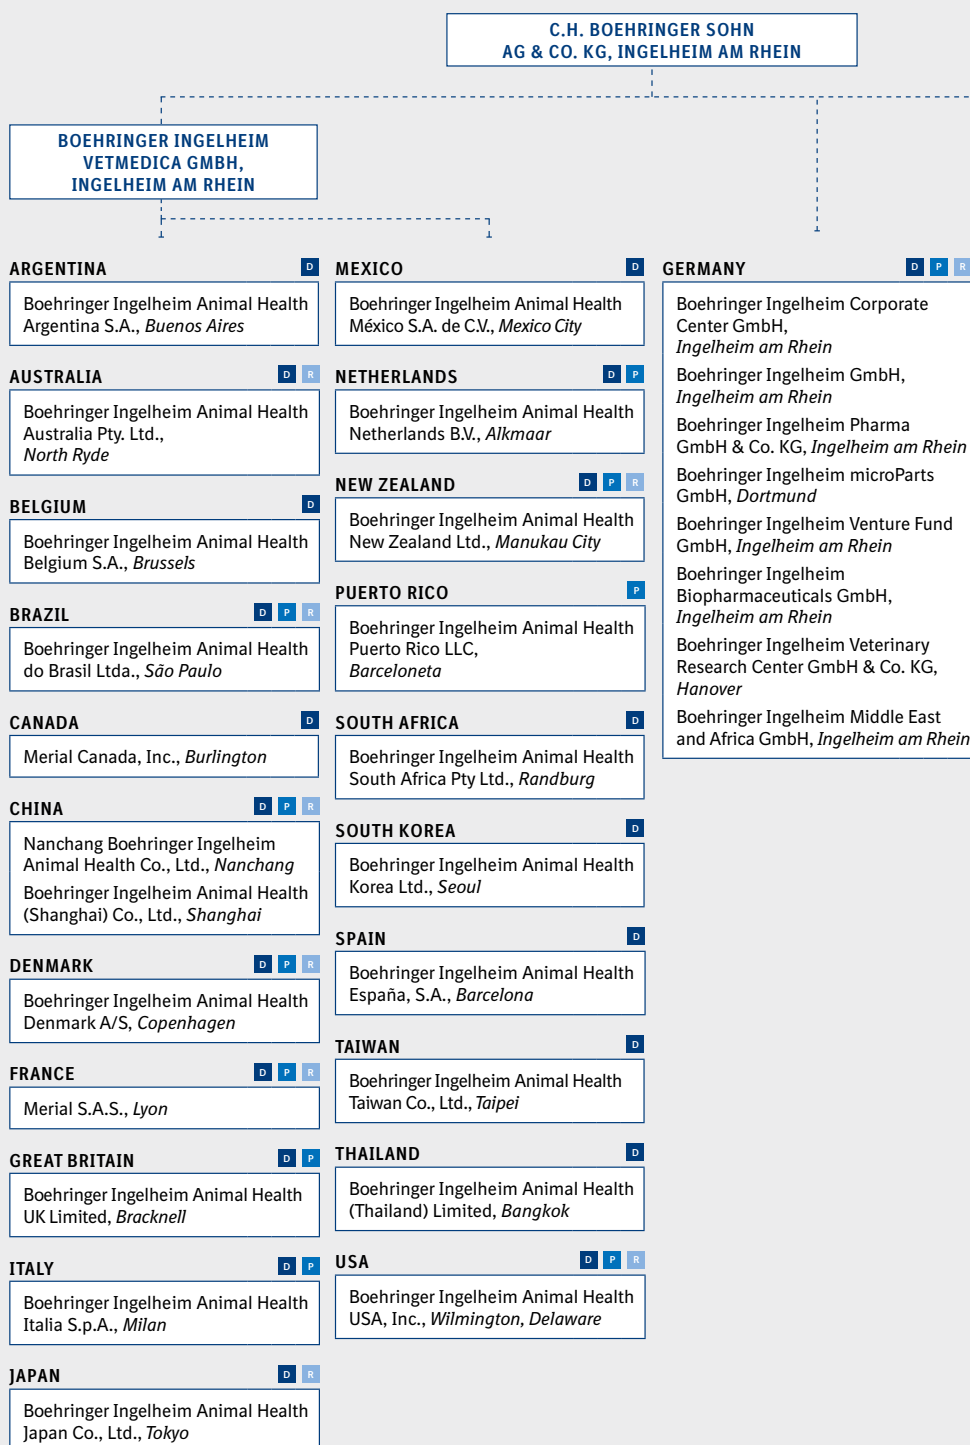 C.H. BOEHRINGER SOHN
AG & CO. KG, INGELHEIM AM RHEIN
BOEHRINGER INGELHEIM
VETMEDICA GMBH,
INGELHEIM AM RHEIN
ARGENTINA D
Boehringer Ingelheim Animal Health
Argentina S.A., Buenos Aires
AUSTRALIA D R
Boehringer Ingelheim Animal Health
Australia Pty. Ltd.,
North Ryde
BELGIUM D
Boehringer Ingelheim Animal Health
Belgium S.A., Brussels
BRAZIL D P R
Boehringer Ingelheim Animal Health
do Brasil Ltda., São Paulo
CANADA D
Merial Canada, Inc., Burlington
CHINA D P R
Nanchang Boehringer Ingelheim
Animal Health Co., Ltd., Nanchang
Boehringer Ingelheim Animal Health
(Shanghai) Co., Ltd., Shanghai
DENMARK D P R
Boehringer Ingelheim Animal Health
Denmark A/S, Copenhagen
FRANCE D P R
Merial S.A.S., Lyon
GREAT BRITAIN D P
Boehringer Ingelheim Animal Health
UK Limited, Bracknell
ITALY D P
Boehringer Ingelheim Animal Health
Italia S.p.A., Milan
JAPAN D R
Boehringer Ingelheim Animal Health
Japan Co., Ltd., Tokyo
MEXICO D
Boehringer Ingelheim Animal Health
México S.A. de C.V., Mexico City
NETHERLANDS D P
Boehringer Ingelheim Animal Health
Netherlands B.V., Alkmaar
NEW ZEALAND D P R
Boehringer Ingelheim Animal Health
New Zealand Ltd., Manukau City
PUERTO RICO P
Boehringer Ingelheim Animal Health
Puerto Rico LLC,
Barceloneta
SOUTH AFRICA D
Boehringer Ingelheim Animal Health
South Africa Pty Ltd., Randburg
SOUTH KOREA D
Boehringer Ingelheim Animal Health
Korea Ltd., Seoul
SPAIN D
Boehringer Ingelheim Animal Health
España, S.A., Barcelona
TAIWAN D
Boehringer Ingelheim Animal Health
Taiwan Co., Ltd., Taipei
THAILAND D
Boehringer Ingelheim Animal Health
(Thailand) Limited, Bangkok
USA D P R
Boehringer Ingelheim Animal Health
USA, Inc., Wilmington, Delaware
GERMANY D P R
Boehringer Ingelheim Corporate
Center GmbH,
Ingelheim am Rhein
Boehringer Ingelheim GmbH,
Ingelheim am Rhein
Boehringer Ingelheim Pharma
GmbH & Co. KG, Ingelheim am Rhein
Boehringer Ingelheim microParts
GmbH, Dortmund
Boehringer Ingelheim Venture Fund
GmbH, Ingelheim am Rhein
Boehringer Ingelheim
Biopharmaceuticals GmbH,
Ingelheim am Rhein
Boehringer Ingelheim Veterinary
Research Center GmbH & Co. KG,
Hanover
Boehringer Ingelheim Middle East
and Africa GmbH, Ingelheim am Rhein